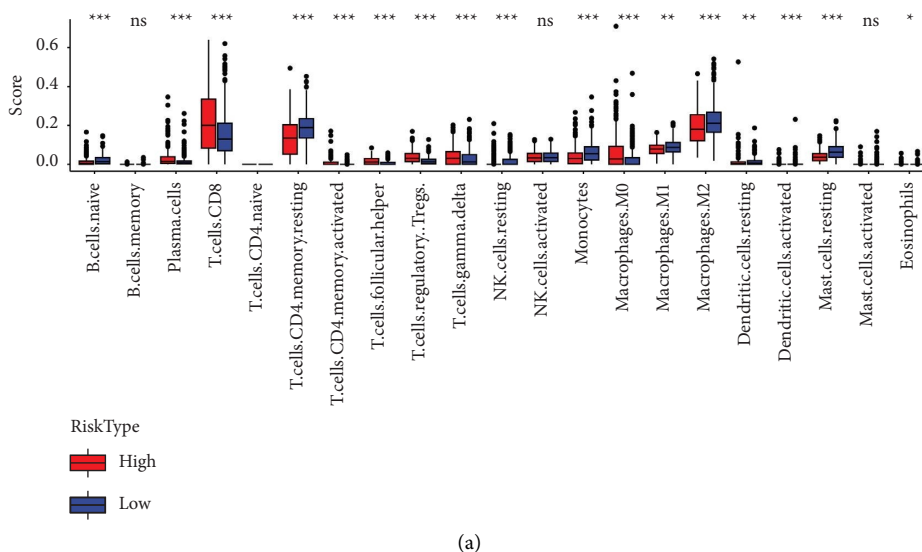 *** ns *** *** *** *** *** *** *** *** ns *** *** ** *** ** *** *** ns *
Score
0.6
0.4
0.2
0.0
B.cells.naive
B.cells.memory
Plasma.cells
T.cells.CD8
T.cells.CD4.naive
T.cells.CD4.memory.resting
T.cells.CD4.memory.activated
T.cells.follicular.helper
T.cells.regulatory..Tregs.
T.cells.gamma.delta
NK.cells.resting
NK.cells.activated
Monocytes
Macrophages.M0
Macrophages.M1
Macrophages.M2
Dendritic.cells.resting
Dendritic.cells.activated
Mast.cells.resting
Mast.cells.activated
Eosinophils
RiskType
High
Low
(a)